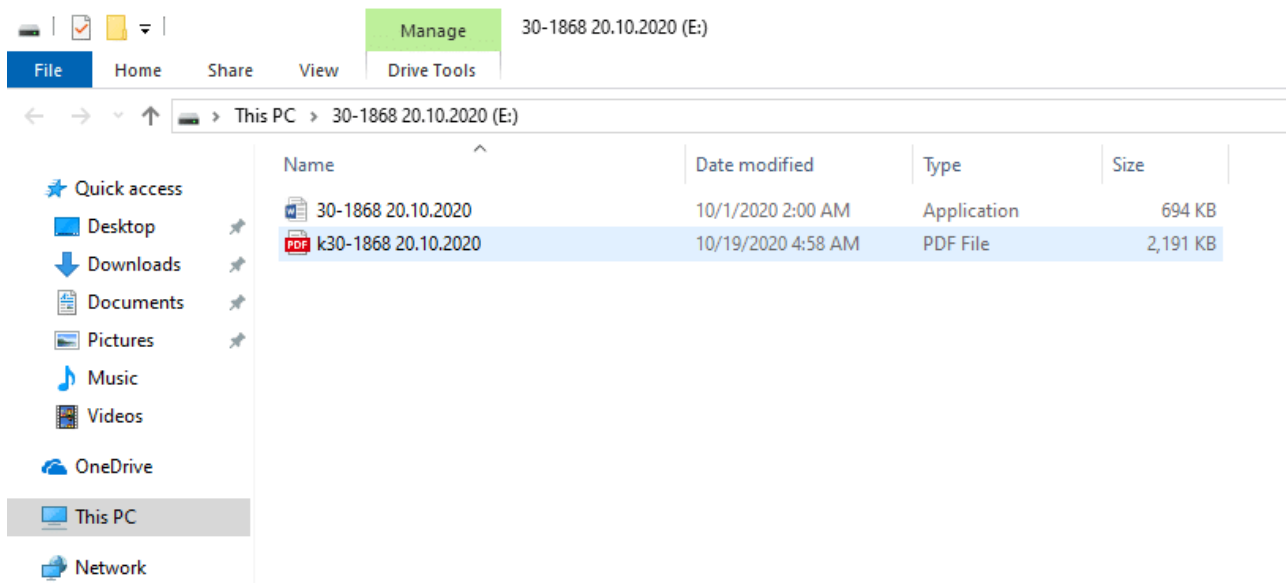 Manage 30-1868 20.10.2020 (E:)
File Home Share View Drive Tools
This PC > 30-1868 20.10.2020 (E:)
Name Date modified Type Size
Quick access
Desktop
Downloads
Documents
Pictures
Music
Videos
OneDrive
This PC
Network
30-1868 20.10.2020 10/1/2020 2:00 AM Application 694 KB
PDF k30-1868 20.10.2020 10/19/2020 4:58 AM PDF File 2,191 KB